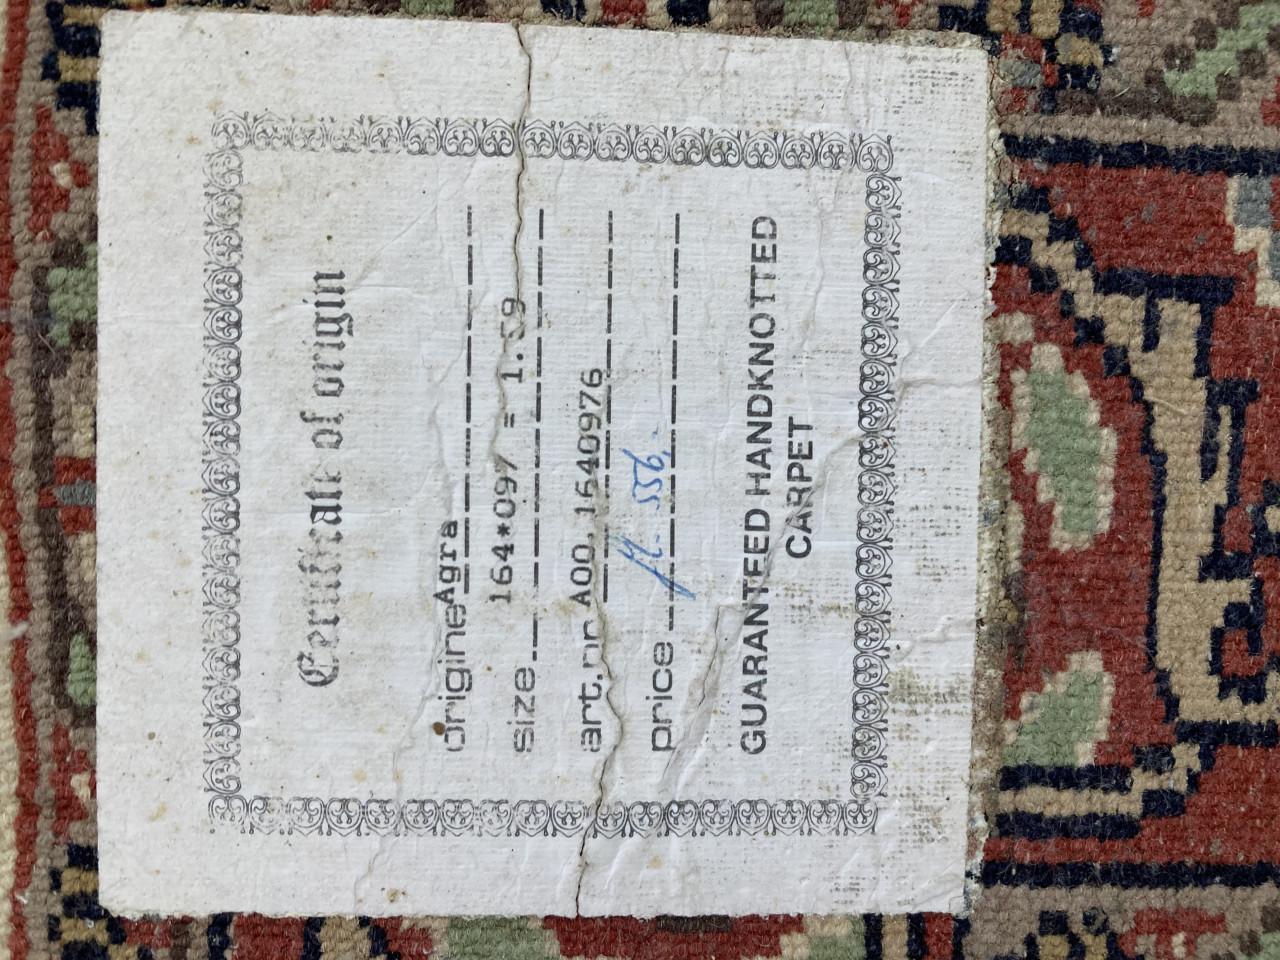 Certificate of origin
origine Agra
size 164*097 = 1.59
art.nr A00.1640976
price fl. 556,
GUARANTEED HANDKNOTTED
CARPET